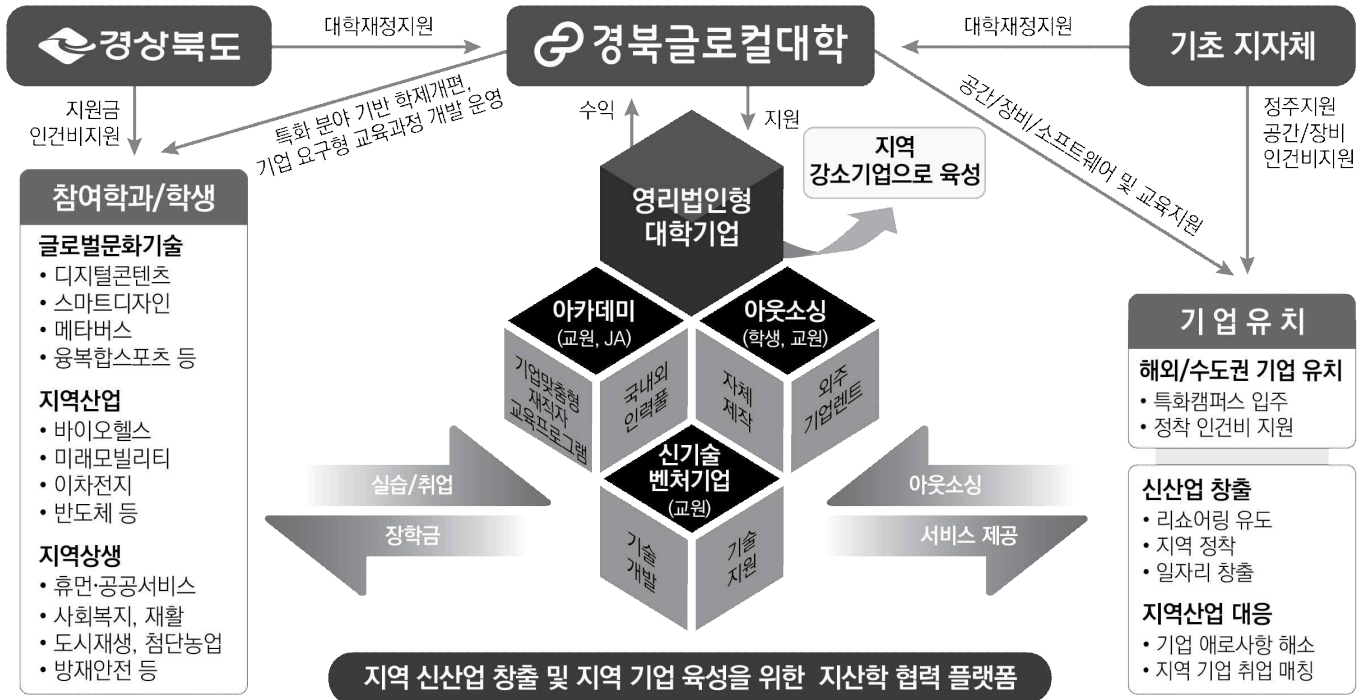 경상북도
대학재정지원
경북글로컬대학
대학재정지원
기초 지자체
지원금
인건비지원
특화 분야 기반 학제개편,
기업 요구형 교육과정 개발 운영
수익
지원
공간/장비/소프트웨어 및 교육지원
정주지원
공간/장비
인건비지원
참여학과/학생
글로벌문화기술
• 디지털콘텐츠
• 스마트디자인
• 메타버스
• 융복합스포츠 등
지역산업
• 바이오헬스
• 미래모빌리티
• 이차전지
• 반도체 등
지역상생
• 휴먼·공공서비스
• 사회복지, 재활
• 도시재생, 첨단농업
• 방재안전 등
실습/취업
장학금
영리법인형
대학기업
지역
강소기업으로 육성
아카데미
(교원, JA)
기업맞춤형
재직자
교육프로그램
국내외
인력풀
아웃소싱
(학생, 교원)
자체
제작
외주
기업렌트
신기술
벤처기업
(교원)
기술
개발
기술
지원
아웃소싱
서비스 제공
기업유치
해외/수도권 기업 유치
• 특화캠퍼스 입주
• 정착 인건비 지원
신산업 창출
• 리쇼어링 유도
• 지역 정착
• 일자리 창출
지역산업 대응
• 기업 애로사항 해소
• 지역 기업 취업 매칭
지역 신산업 창출 및 지역 기업 육성을 위한 지산학 협력 플랫폼